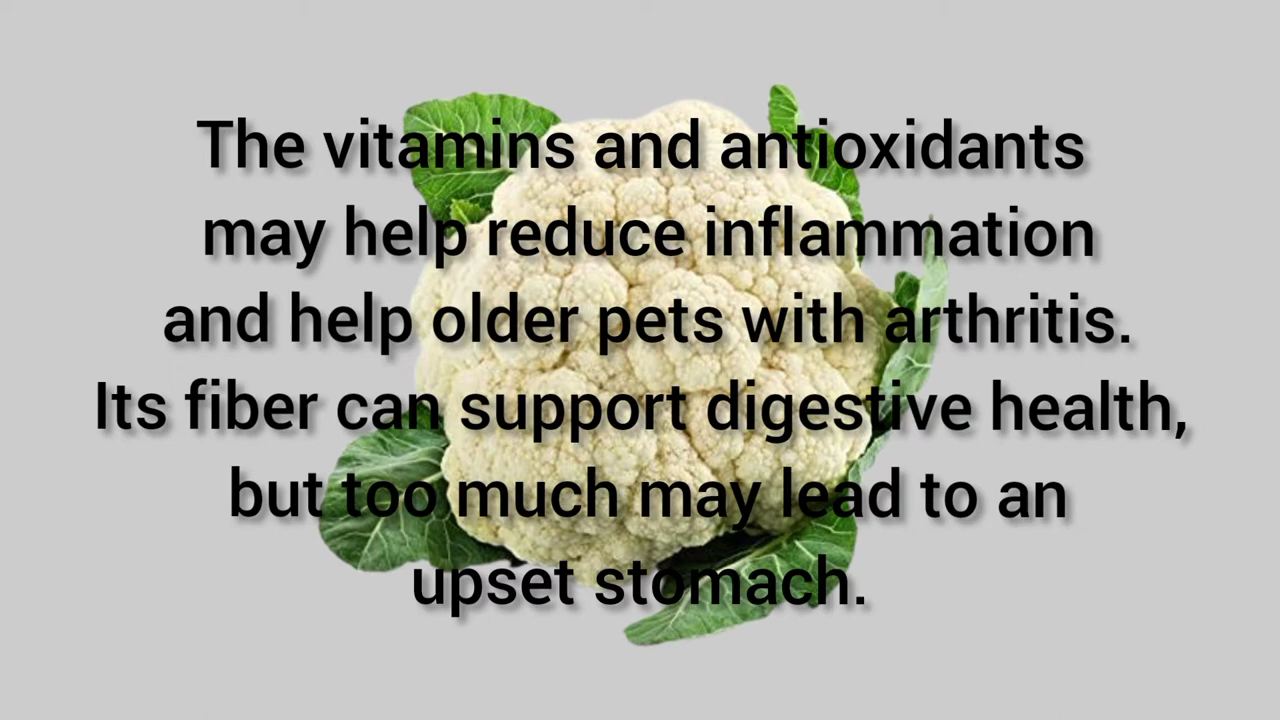 The vitamins and antioxidants
may help reduce inflammation
and help older pets with arthritis.
Its fiber can support digestive health,
but too much may lead to an
upset stomach.